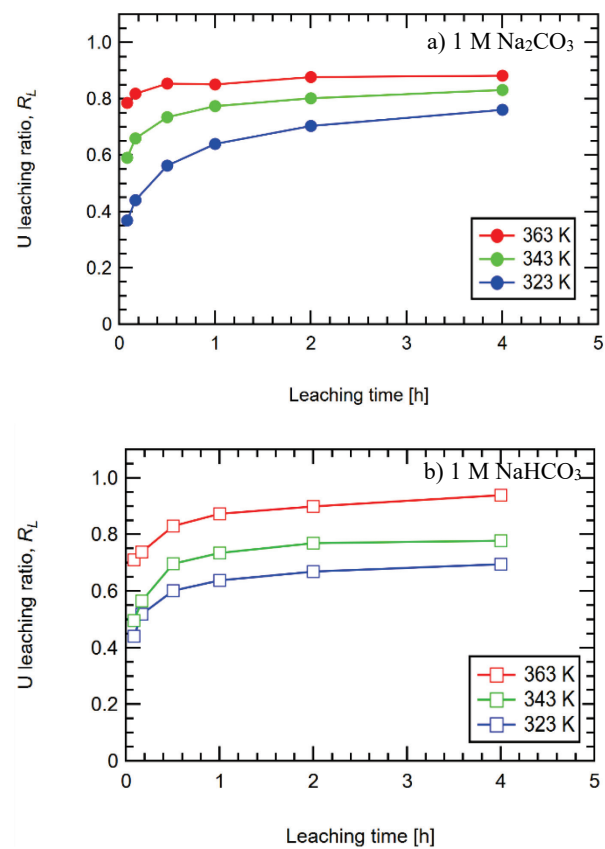 a) 1 M Na₂CO₃
1.0
0.8
0.6
0.4
0.2
0
0 1 2 3 4 5
U leaching ratio, R_L
Leaching time [h]
363 K
343 K
323 K
b) 1 M NaHCO₃
1.0
0.8
0.6
0.4
0.2
0
0 1 2 3 4 5
U leaching ratio, R_L
Leaching time [h]
363 K
343 K
323 K